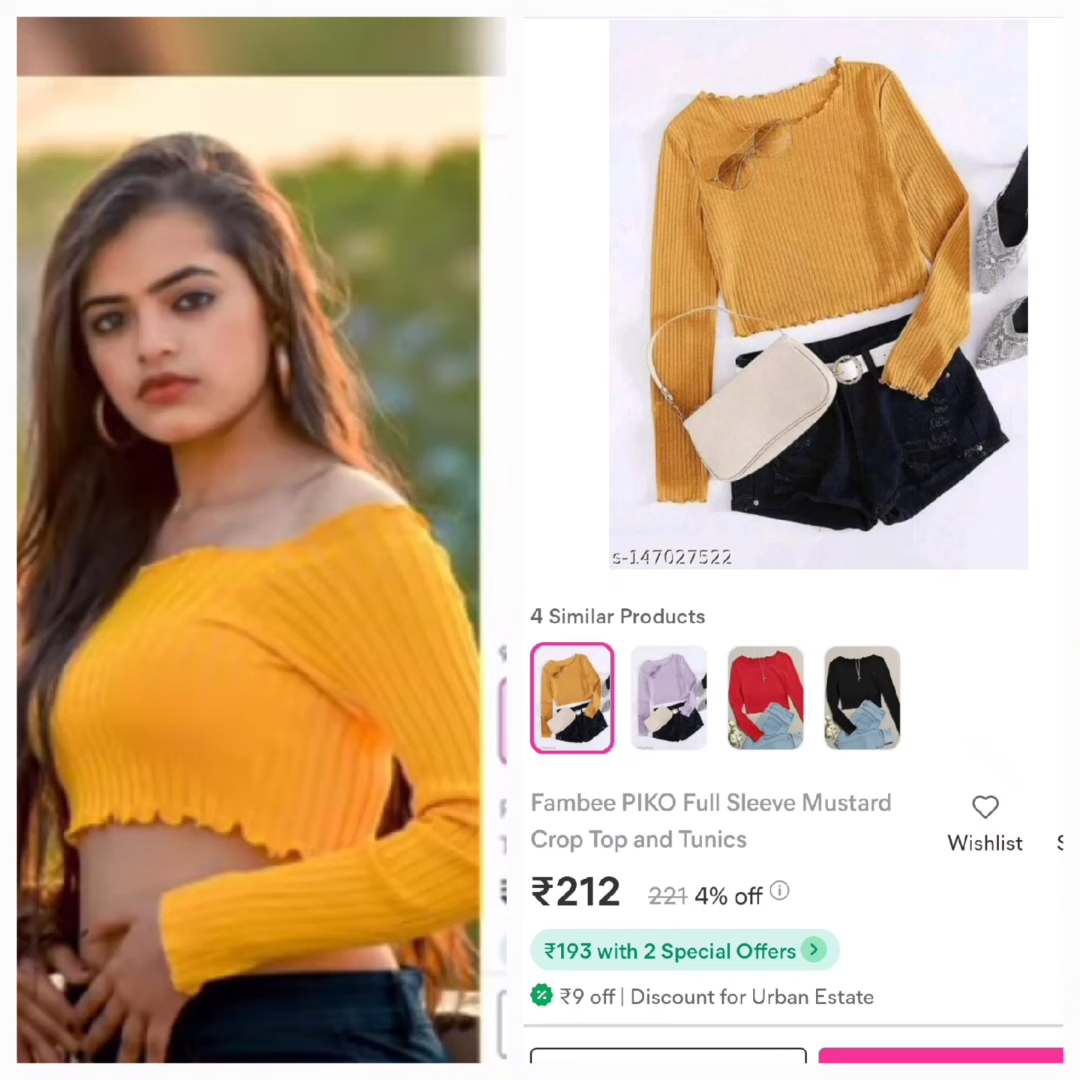 s-147027522
4 Similar Products
Fambee PIKO Full Sleeve Mustard
Crop Top and Tunics
Wishlist
₹212 221 4% off
₹193 with 2 Special Offers
₹9 off | Discount for Urban Estate